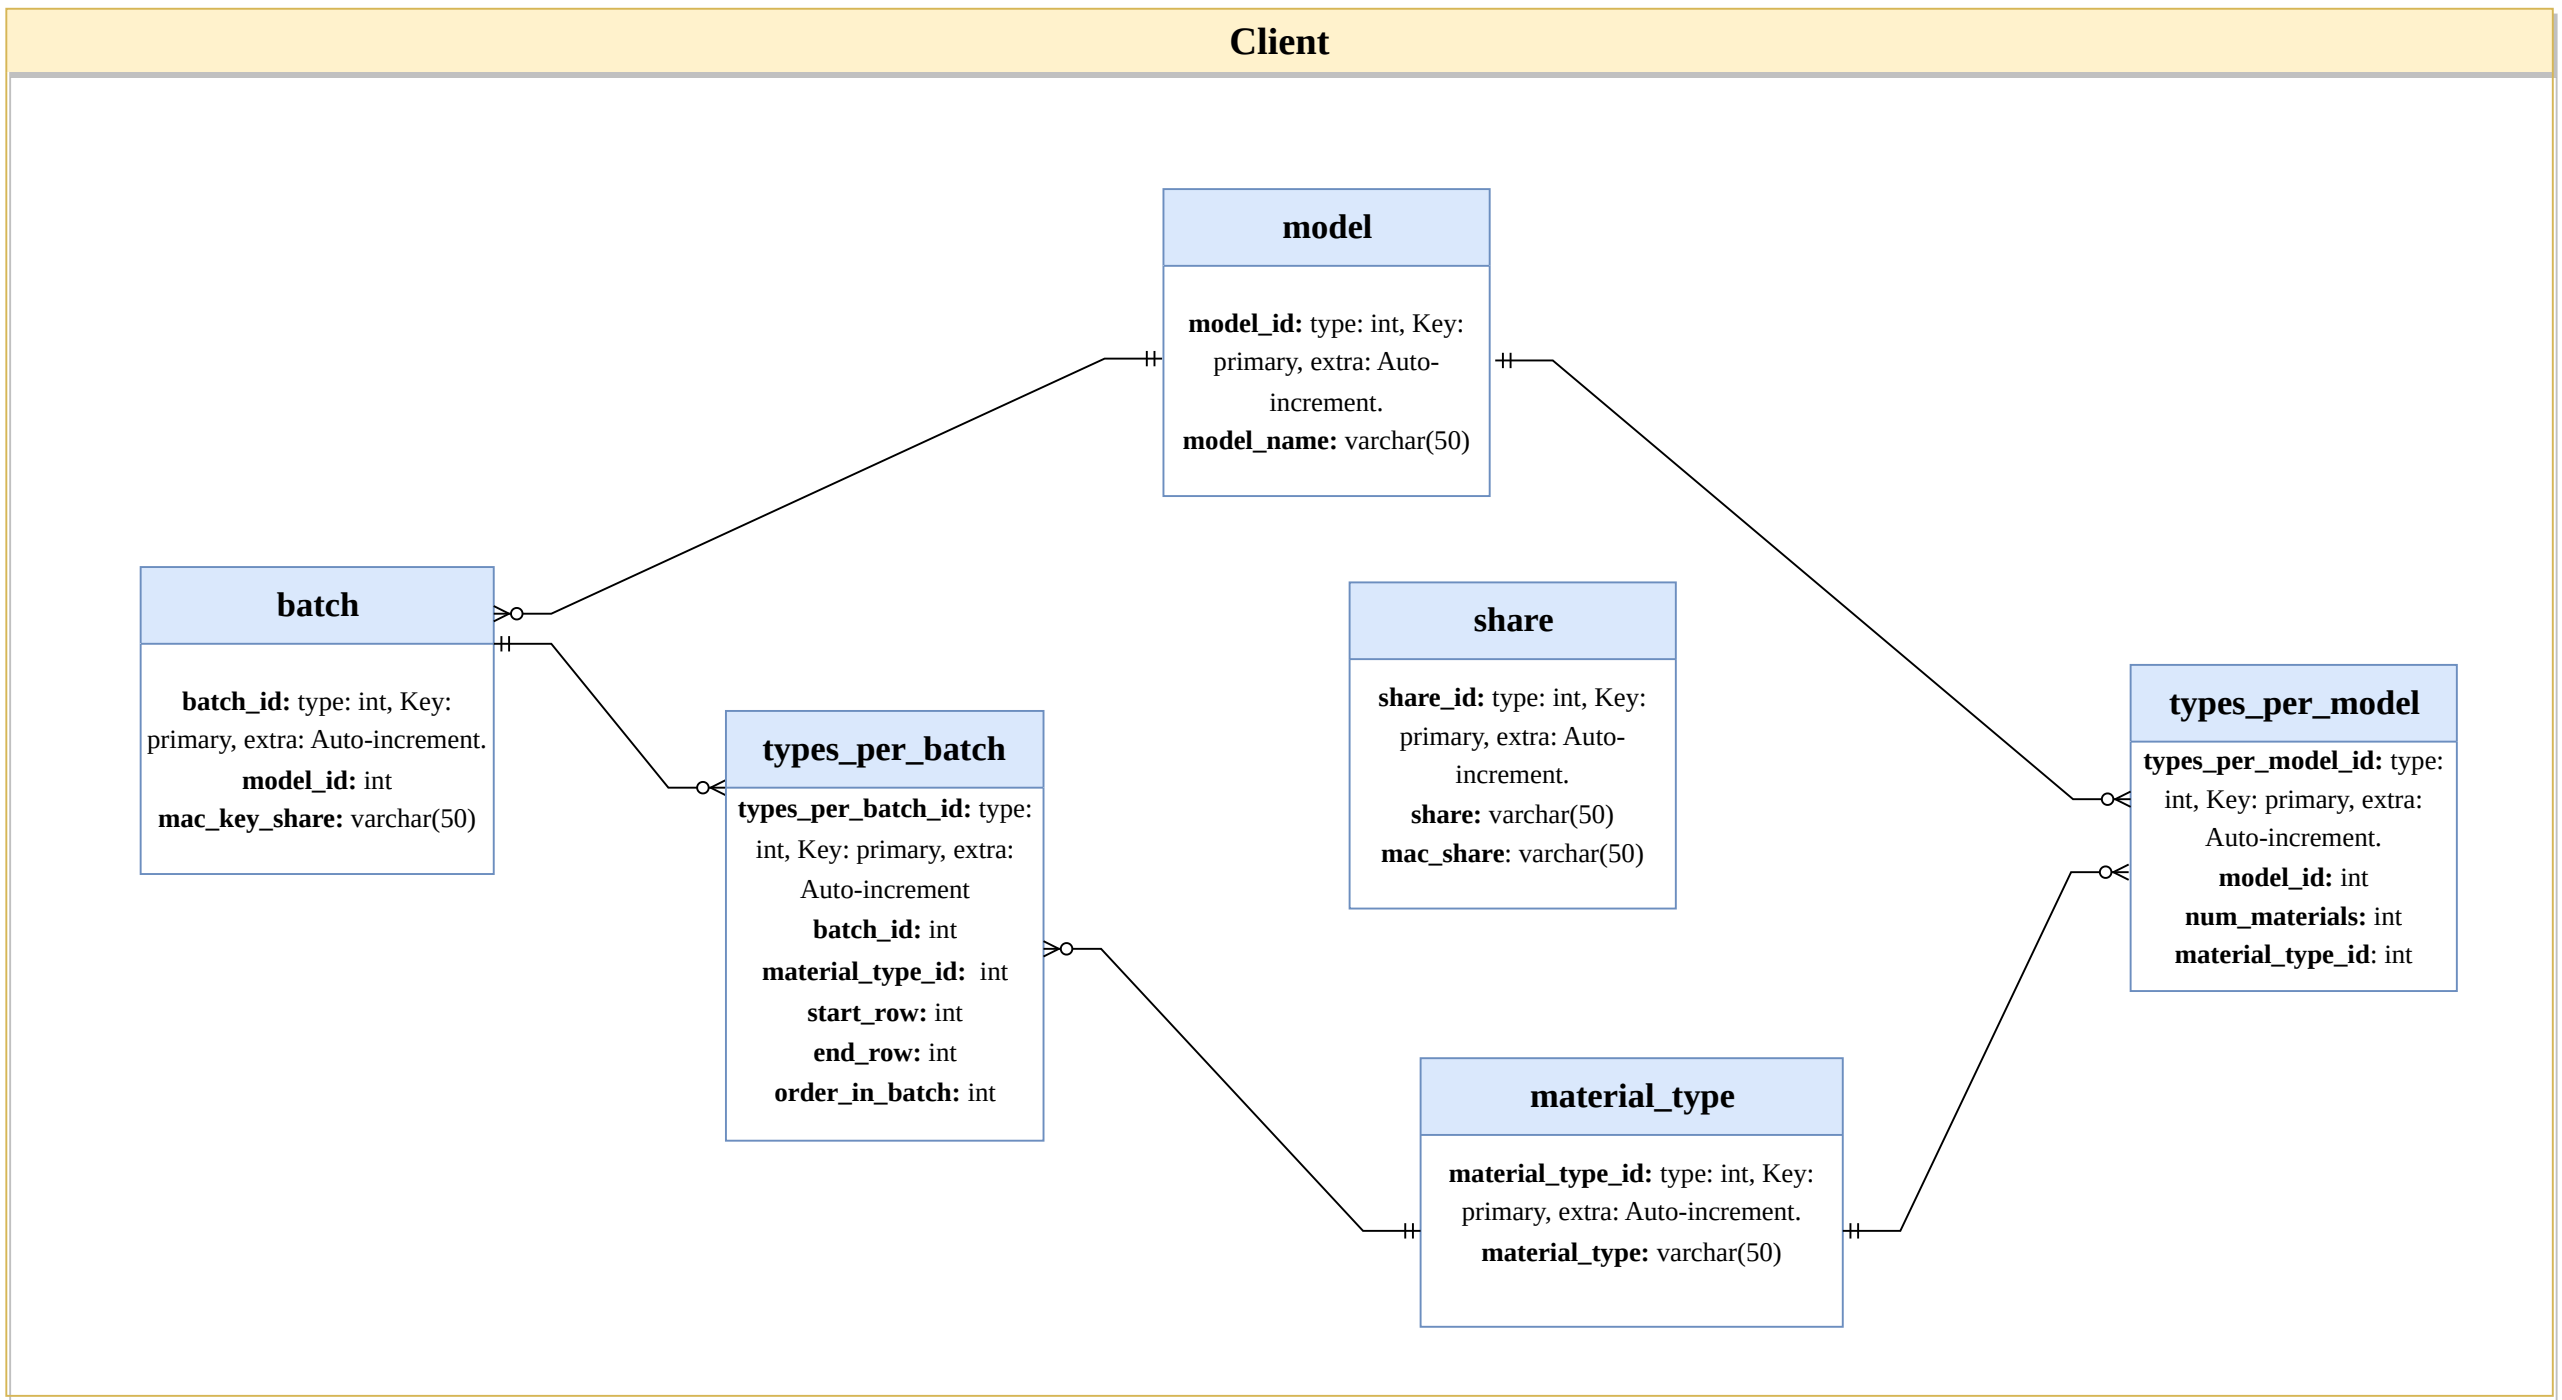 Client
model
model_id: type: int, Key:
primary, extra: Auto-
increment.
model_name: varchar(50)
batch
batch_id: type: int, Key:
primary, extra: Auto-increment.
model_id: int
mac_key_share: varchar(50)
types_per_batch
types_per_batch_id: type:
int, Key: primary, extra:
Auto-increment
batch_id: int
material_type_id:  int
start_row: int
end_row: int
order_in_batch: int
share
share_id: type: int, Key:
primary, extra: Auto-
increment.
share: varchar(50)
mac_share: varchar(50)
types_per_model
types_per_model_id: type:
int, Key: primary, extra:
Auto-increment.
model_id: int
num_materials: int
material_type_id: int
material_type
material_type_id: type: int, Key:
primary, extra: Auto-increment.
material_type: varchar(50)